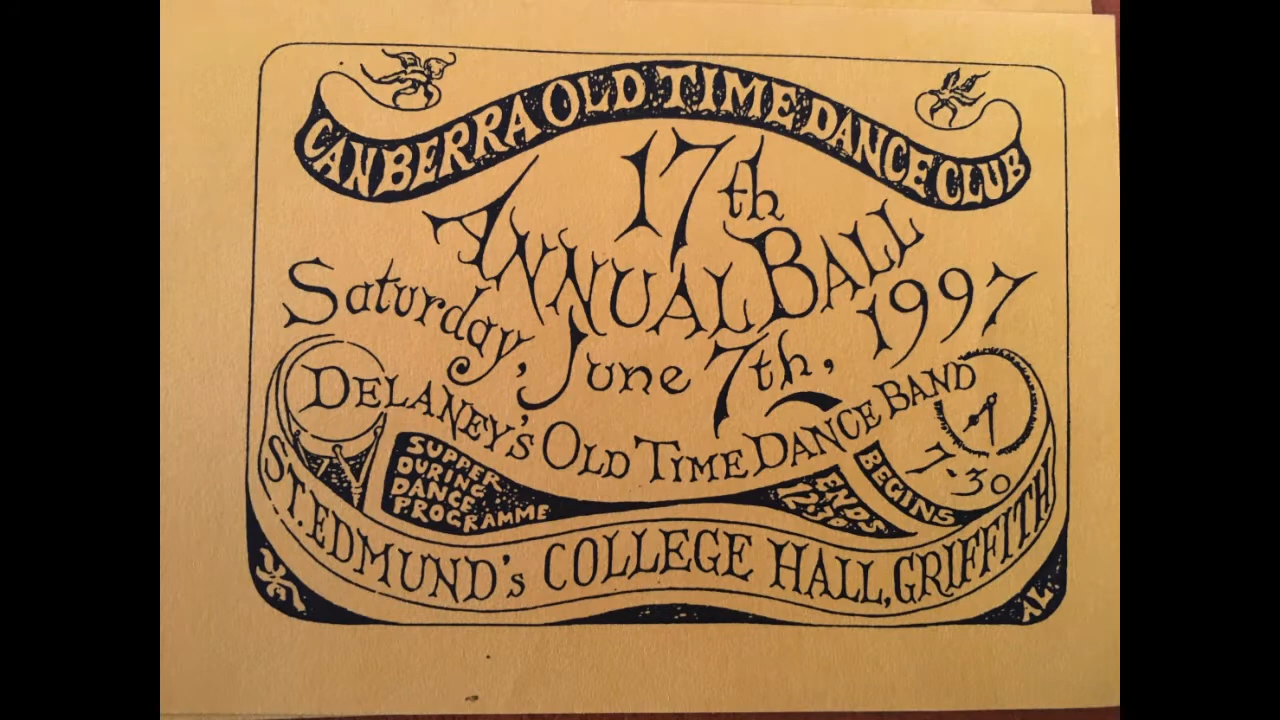 CANBERRA OLD TIME DANCE CLUB
17th
ANNUAL BALL
Saturday, June 7th, 1997
DELANEY'S OLD TIME DANCE BAND
SUPPER
DURING
DANCE
PROGRAMME
ENDS
12.30
BEGINS
7.30
ST. EDMUND's COLLEGE HALL, GRIFFITH
AL.